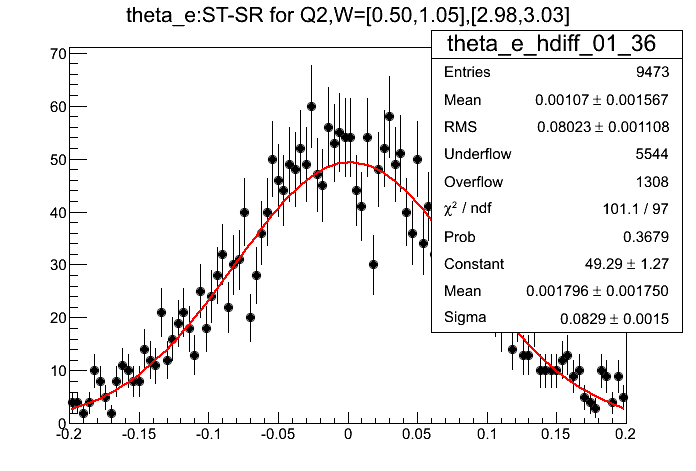 theta_e:ST-SR for Q2,W=[0.50,1.05],[2.98,3.03]
theta_e_hdiff_01_36
Entries 9473
Mean 0.00107 ± 0.001567
RMS 0.08023 ± 0.001108
Underflow 5544
Overflow 1308
χ² / ndf 101.1 / 97
Prob 0.3679
Constant 49.29 ± 1.27
Mean 0.001796 ± 0.001750
Sigma 0.0829 ± 0.0015
70
60
50
40
30
20
10
0
-0.2 -0.15 -0.1 -0.05 0 0.05 0.1 0.15 0.2